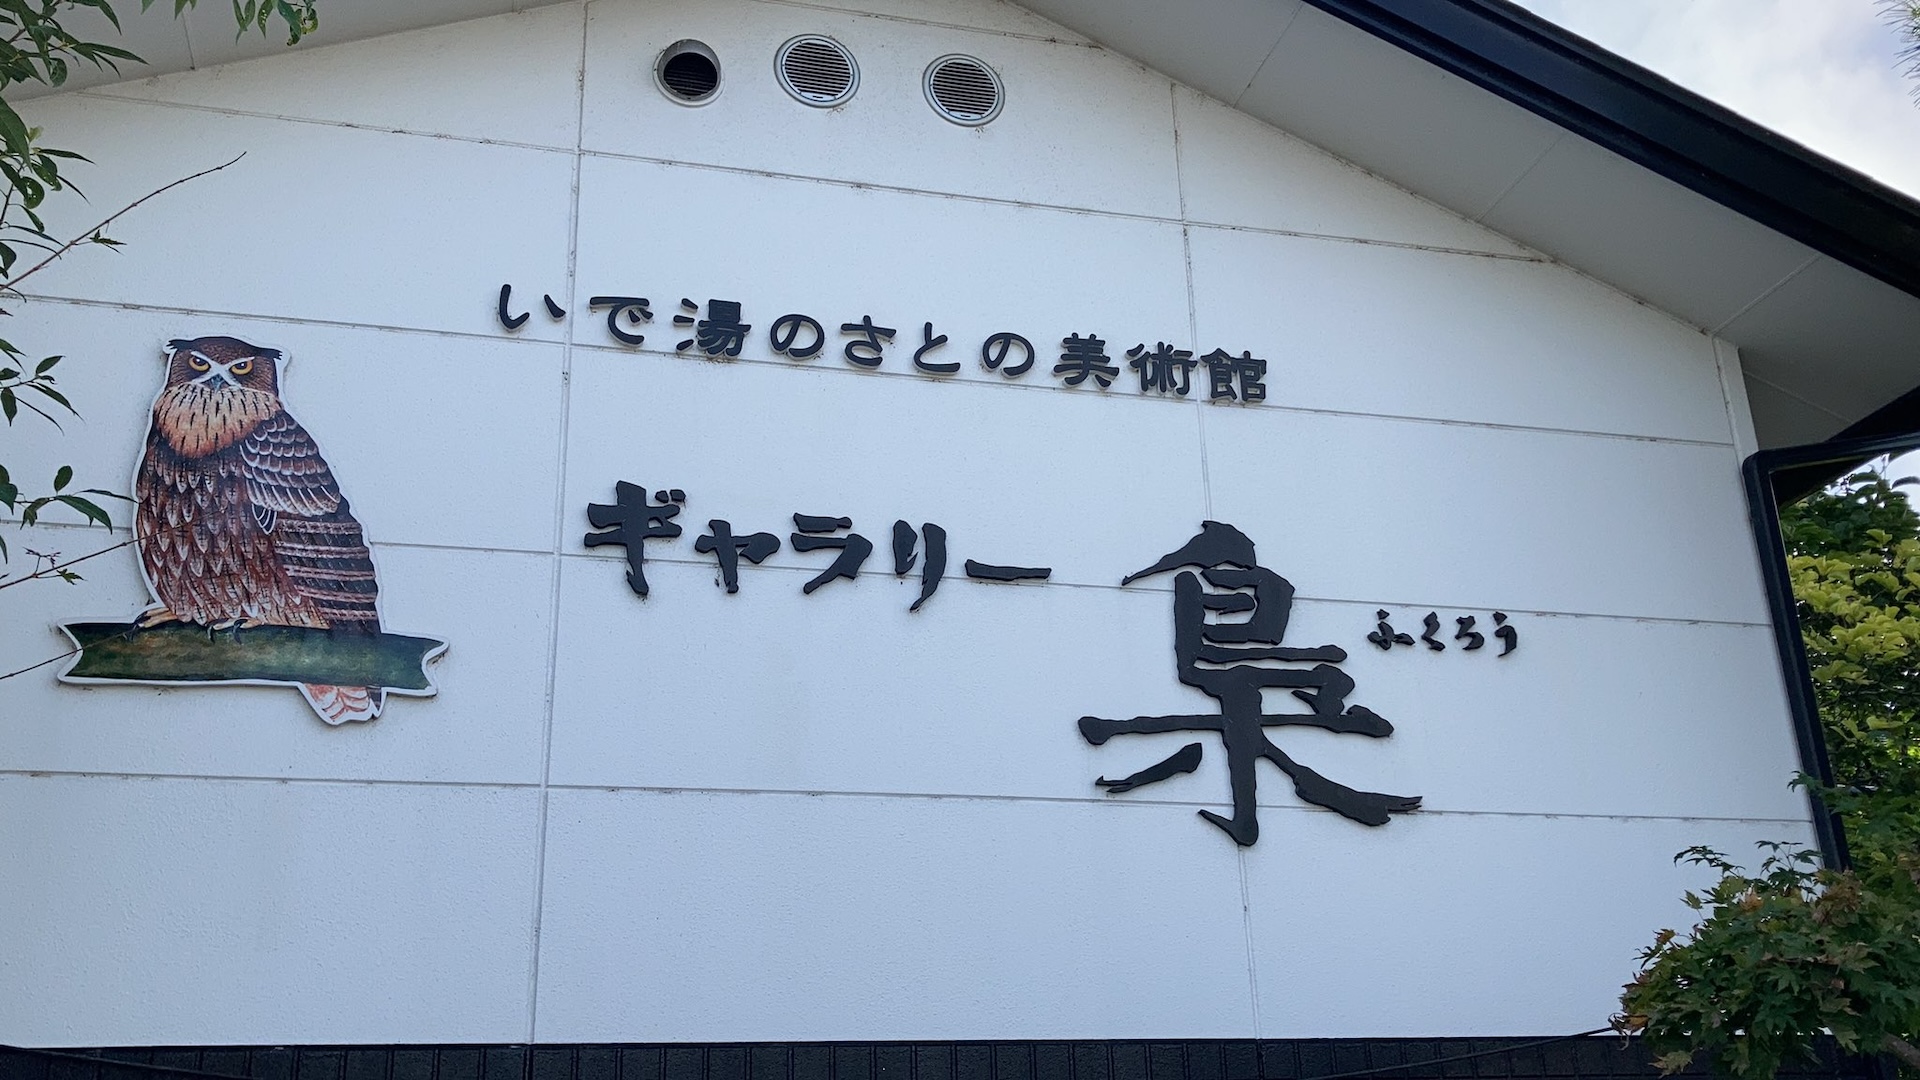 いで湯のさとの美術館
ギャラリー梟 ふくろう